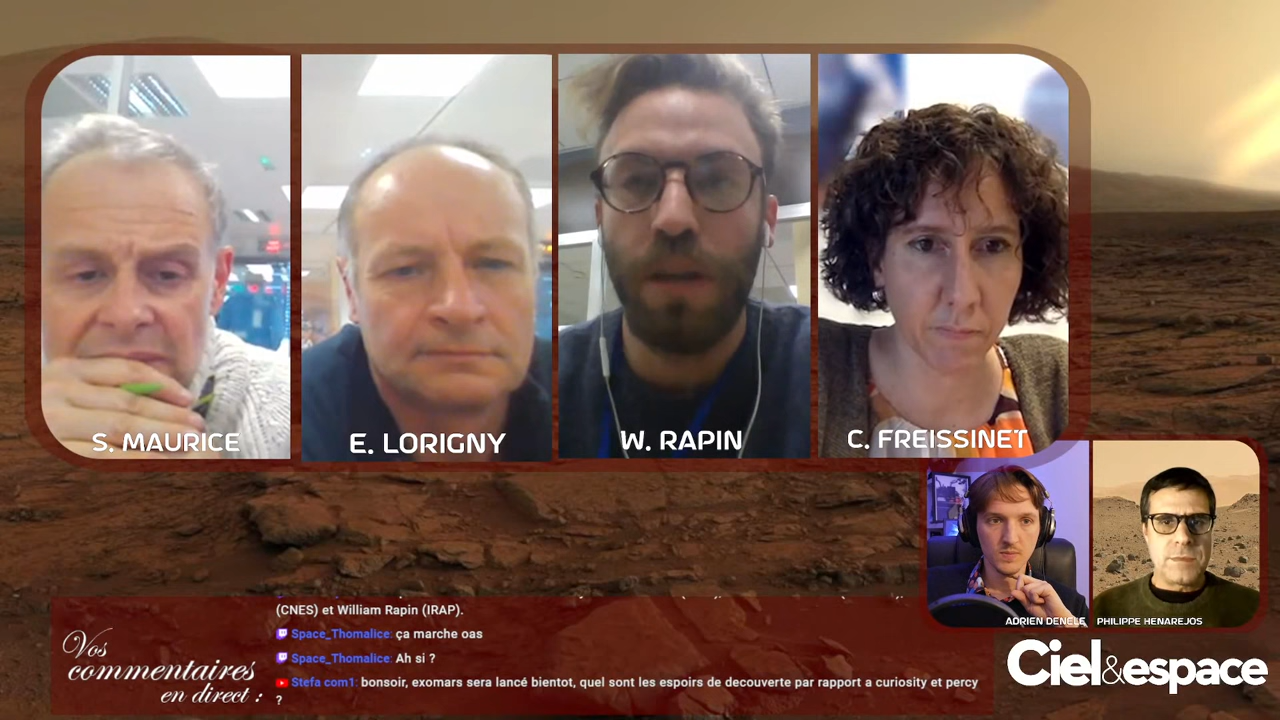 S. MAURICE
E. LORIGNY
W. RAPIN
C. FREISSINET
ADRIEN DENELE
PHILIPPE HENAREJOS
Vos
commentaires
en direct :
(CNES) et William Rapin (IRAP).
Space_Thomalice: ça marche oas
Space_Thomalice: Ah si ?
Stefa com1: bonsoir, exomars sera lancé bientot, quel sont les espoirs de decouverte par rapport a curiosity et percy
?
Ciel&espace